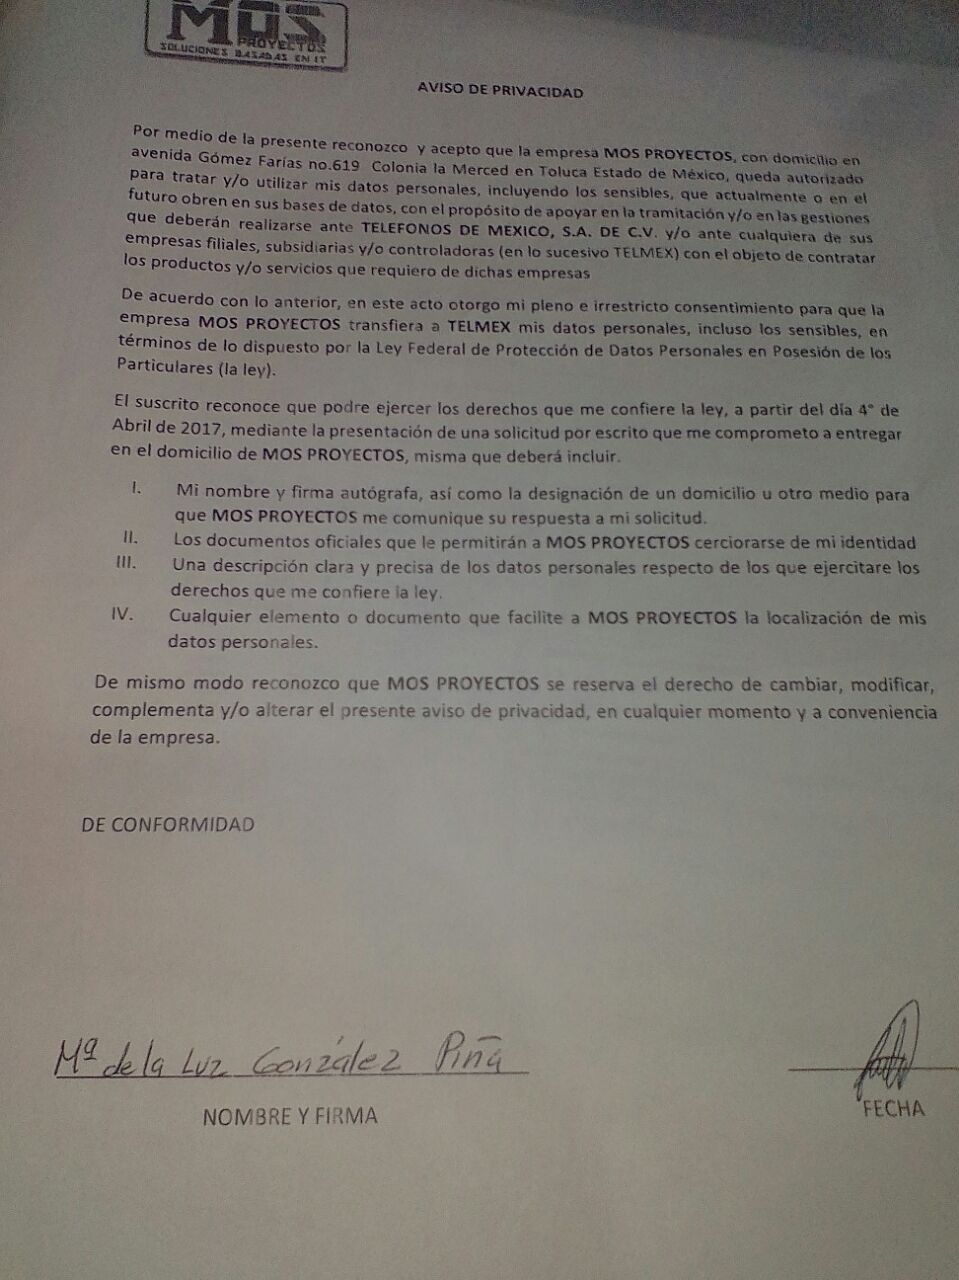 MOS
PROYECTOS
SOLUCIONES BASADAS EN IT
AVISO DE PRIVACIDAD
Por medio de la presente reconozco y acepto que la empresa MOS PROYECTOS, con domicilio en
avenida Gómez Farías no.619 Colonia la Merced en Toluca Estado de México, queda autorizado
para tratar y/o utilizar mis datos personales, incluyendo los sensibles, que actualmente o en el
futuro obren en sus bases de datos, con el propósito de apoyar en la tramitación y/o en las gestiones
que deberán realizarse ante TELEFONOS DE MEXICO, S.A. DE C.V. y/o ante cualquiera de sus
empresas filiales, subsidiarias y/o controladoras (en lo sucesivo TELMEX) con el objeto de contratar
los productos y/o servicios que requiero de dichas empresas
De acuerdo con lo anterior, en este acto otorgo mi pleno e irrestricto consentimiento para que la
empresa MOS PROYECTOS transfiera a TELMEX mis datos personales, incluso los sensibles, en
términos de lo dispuesto por la Ley Federal de Protección de Datos Personales en Posesión de los
Particulares (la ley).
El suscrito reconoce que podre ejercer los derechos que me confiere la ley, a partir del día 4° de
Abril de 2017, mediante la presentación de una solicitud por escrito que me comprometo a entregar
en el domicilio de MOS PROYECTOS, misma que deberá incluir.
I. Mi nombre y firma autógrafa, así como la designación de un domicilio u otro medio para
que MOS PROYECTOS me comunique su respuesta a mi solicitud.
II. Los documentos oficiales que le permitirán a MOS PROYECTOS cerciorarse de mi identidad
III. Una descripción clara y precisa de los datos personales respecto de los que ejercitare los
derechos que me confiere la ley.
IV. Cualquier elemento o documento que facilite a MOS PROYECTOS la localización de mis
datos personales.
De mismo modo reconozco que MOS PROYECTOS se reserva el derecho de cambiar, modificar,
complementa y/o alterar el presente aviso de privacidad, en cualquier momento y a conveniencia
de la empresa.
DE CONFORMIDAD
Mª de la Luz González Piña
NOMBRE Y FIRMA
FECHA